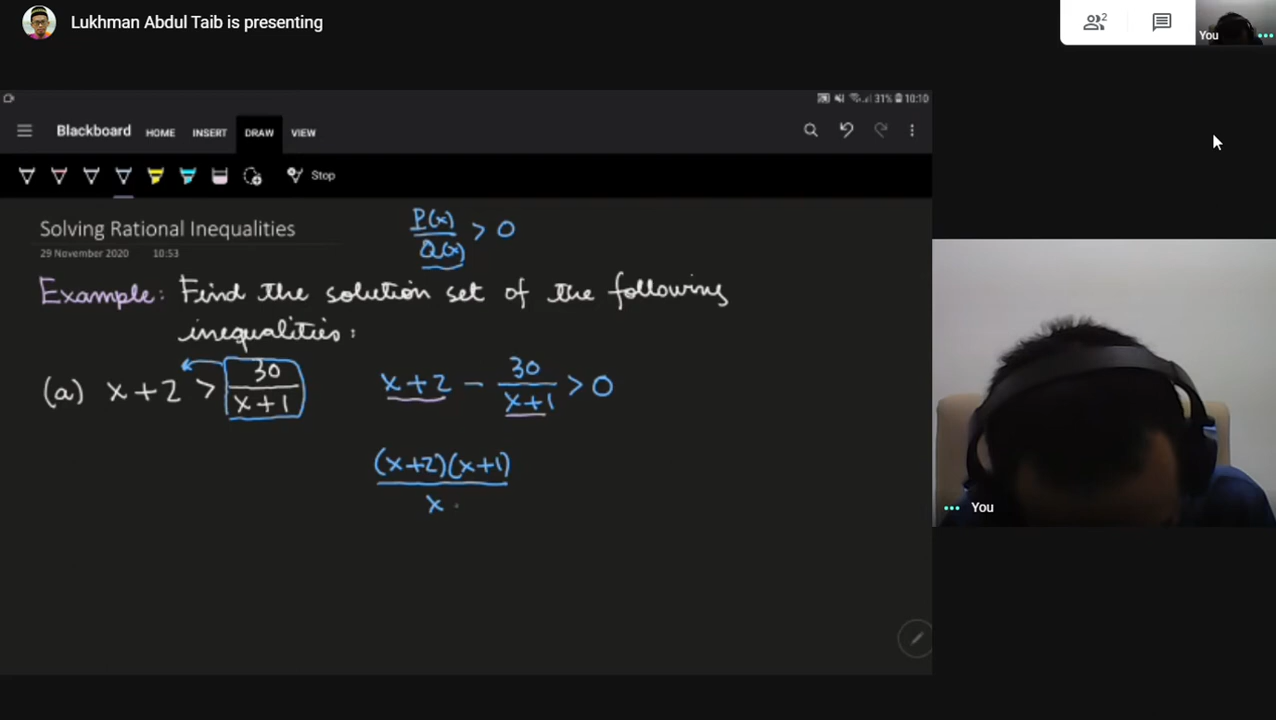 Lukhman Abdul Taib is presenting
2
You
31% 10:10
Blackboard HOME INSERT DRAW VIEW
Stop
Solving Rational Inequalities
29 November 2020 10:53
P(x)
Q(x)
> 0
Example: Find the solution set of the following
inequalities:
(a) x+2 > 30
x+1
x+2 - 30
x+1
> 0
(x+2)(x+1)
x
You